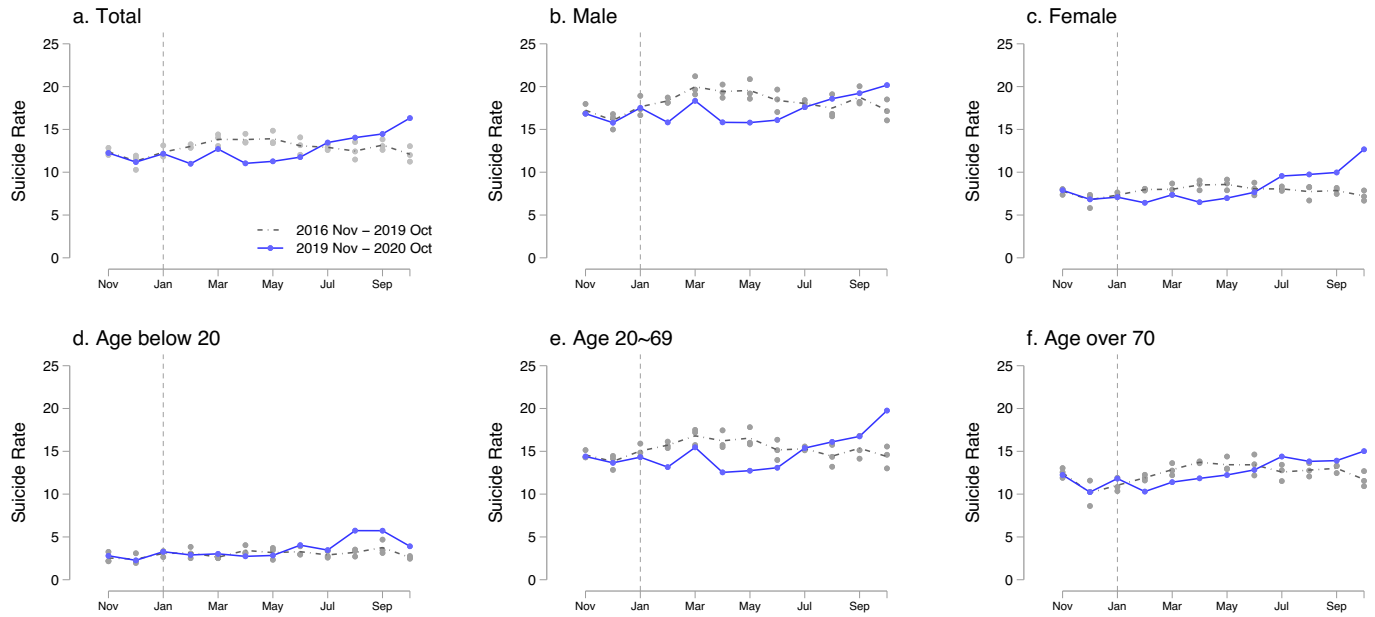 a. Total
b. Male
c. Female
25
20
15
10
5
0
Suicide Rate
2016 Nov – 2019 Oct
2019 Nov – 2020 Oct
Nov Jan Mar May Jul Sep
25
20
15
10
5
0
Suicide Rate
Nov Jan Mar May Jul Sep
25
20
15
10
5
0
Suicide Rate
Nov Jan Mar May Jul Sep
d. Age below 20
e. Age 20~69
f. Age over 70
25
20
15
10
5
0
Suicide Rate
Nov Jan Mar May Jul Sep
25
20
15
10
5
0
Suicide Rate
Nov Jan Mar May Jul Sep
25
20
15
10
5
0
Suicide Rate
Nov Jan Mar May Jul Sep